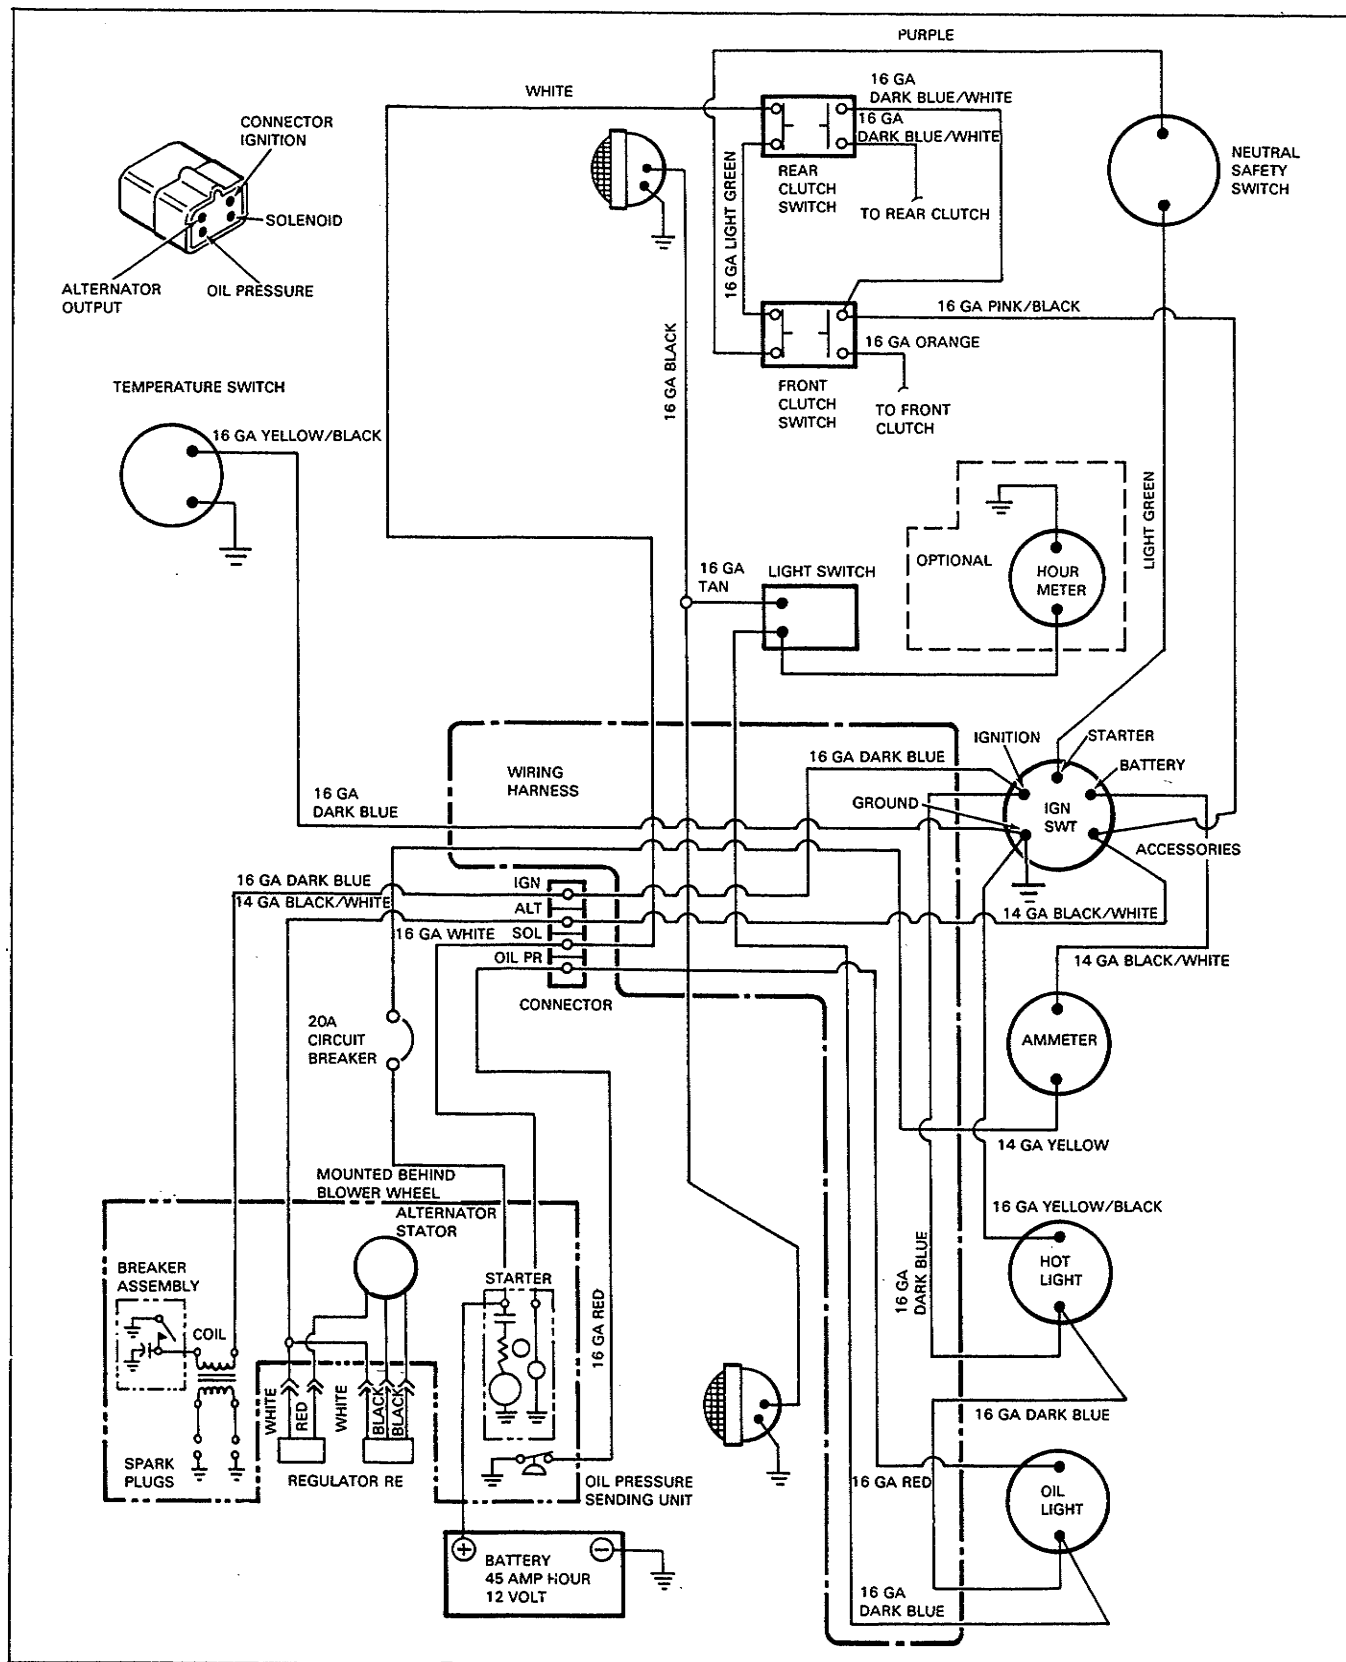 PURPLE
WHITE
16 GA
DARK BLUE/WHITE
16 GA
DARK BLUE/WHITE
CONNECTOR
IGNITION
SOLENOID
ALTERNATOR
OUTPUT
OIL PRESSURE
REAR
CLUTCH
SWITCH
TO REAR CLUTCH
NEUTRAL
SAFETY
SWITCH
16 GA LIGHT GREEN
16 GA PINK/BLACK
16 GA ORANGE
16 GA BLACK
FRONT
CLUTCH
SWITCH
TO FRONT
CLUTCH
TEMPERATURE SWITCH
16 GA YELLOW/BLACK
LIGHT GREEN
OPTIONAL
HOUR
METER
16 GA
TAN
LIGHT SWITCH
IGNITION
STARTER
BATTERY
16 GA DARK BLUE
WIRING
HARNESS
GROUND
IGN
SWT
ACCESSORIES
16 GA
DARK BLUE
16 GA DARK BLUE
14 GA BLACK/WHITE
IGN
ALT
SOL
OIL PR
16 GA WHITE
CONNECTOR
14 GA BLACK/WHITE
14 GA BLACK/WHITE
20A
CIRCUIT
BREAKER
AMMETER
14 GA YELLOW
MOUNTED BEHIND
BLOWER WHEEL
ALTERNATOR
STATOR
16 GA YELLOW/BLACK
HOT
LIGHT
16 GA
DARK BLUE
BREAKER
ASSEMBLY
COIL
STARTER
16 GA RED
WHITE
RED
WHITE
BLACK
BLACK
16 GA DARK BLUE
SPARK
PLUGS
REGULATOR RE
OIL PRESSURE
SENDING UNIT
16 GA RED
OIL
LIGHT
+
−
BATTERY
45 AMP HOUR
12 VOLT
16 GA
DARK BLUE